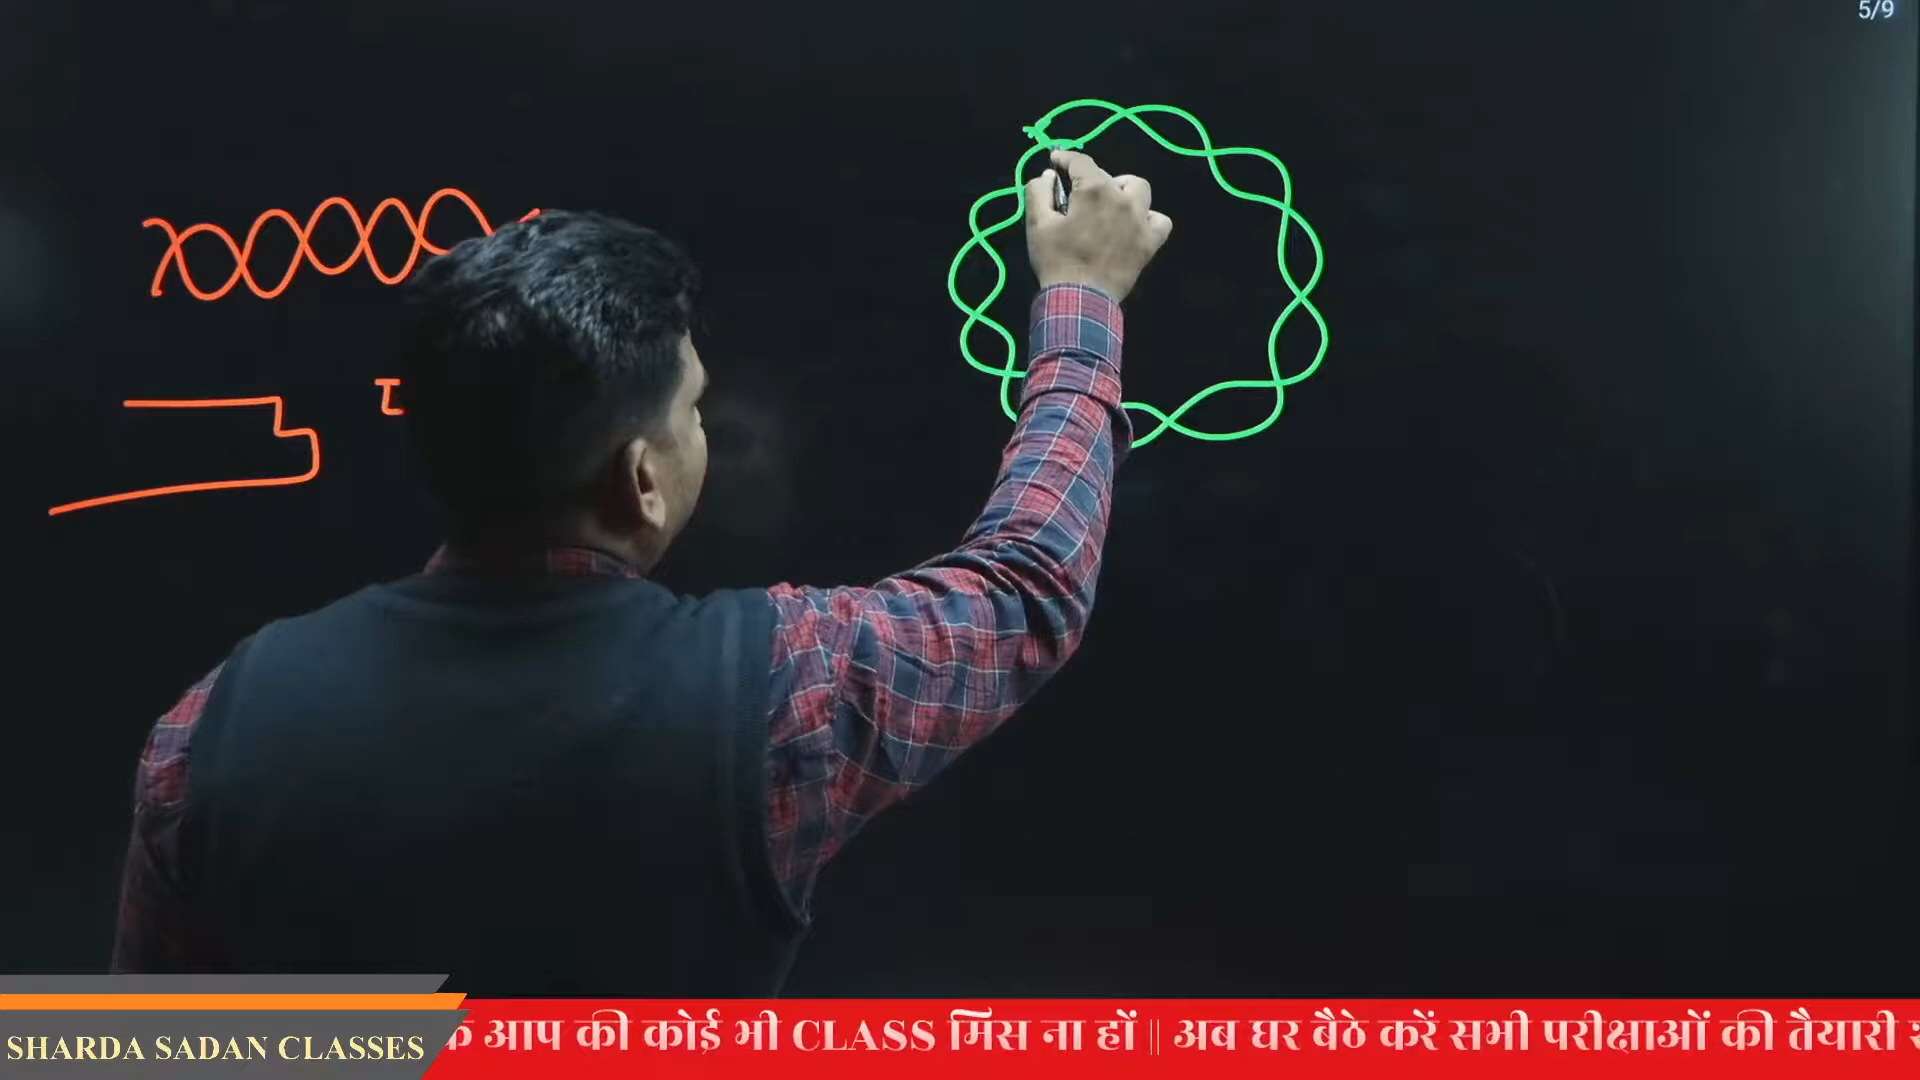 5/9
SHARDA SADAN CLASSES
आप की कोई भी CLASS मिस ना हों || अब घर बैठे करें सभी परीक्षाओं की तैयारी